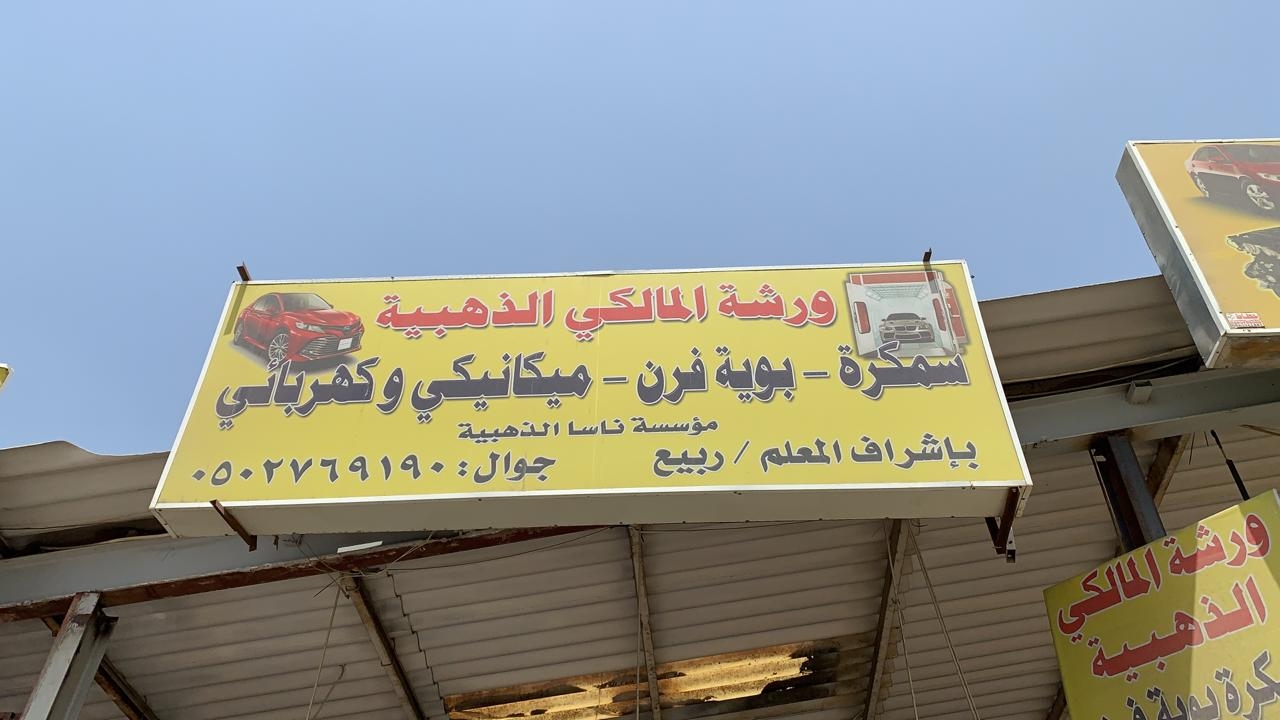 ورشة المالكي الذهبية
سمكرة - بوية فرن - ميكانيكي وكهربائي
مؤسسة ناسا الذهبية
بإشراف المعلم / ربيع جوال: ٠٥٠٢٧٦٩١٩٠
ورشة المالكي
الذهبية